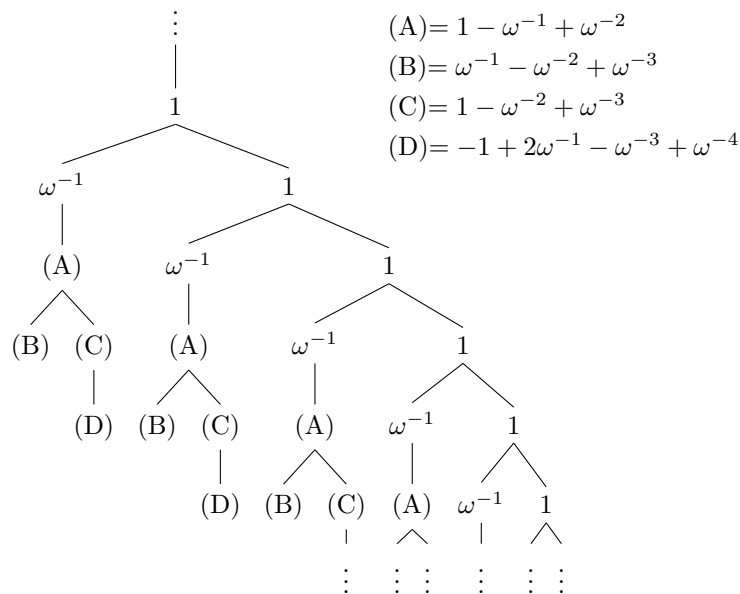 ⋮ (A)= 1 − ω⁻¹ + ω⁻²
(B)= ω⁻¹ − ω⁻² + ω⁻³
1 (C)= 1 − ω⁻² + ω⁻³
(D)= −1 + 2ω⁻¹ − ω⁻³ + ω⁻⁴
ω⁻¹ 1
(A) ω⁻¹ 1
(B) (C) (A) ω⁻¹ 1
(D) (B) (C) (A) ω⁻¹ 1
(D) (B) (C) (A) ω⁻¹ 1
⋮ ⋮ ⋮ ⋮ ⋮ ⋮